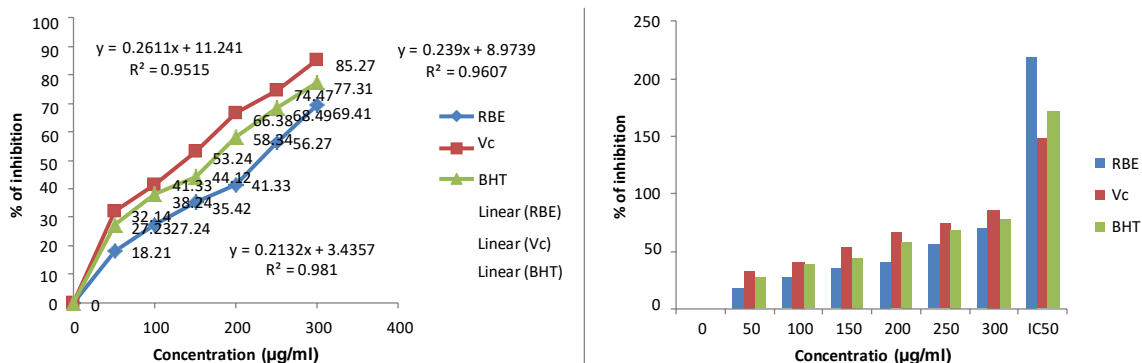 100
90
80
70
60
50
40
30
20
10
0
% of inhibition
y = 0.2611x + 11.241
R² = 0.9515
y = 0.239x + 8.9739
R² = 0.9607
85.27
77.31
74.47
69.41
68.49
66.38
58.34
56.27
53.24
44.12
41.33
41.33
38.24
35.42
32.14
27.23
27.24
18.21
0
y = 0.2132x + 3.4357
R² = 0.981
RBE
Vc
BHT
Linear (RBE)
Linear (Vc)
Linear (BHT)
0 100 200 300 400
Concentration (µg/ml)
250
200
150
100
50
0
% of inhibition
RBE
Vc
BHT
0 50 100 150 200 250 300 IC50
Concentratio (µg/ml)